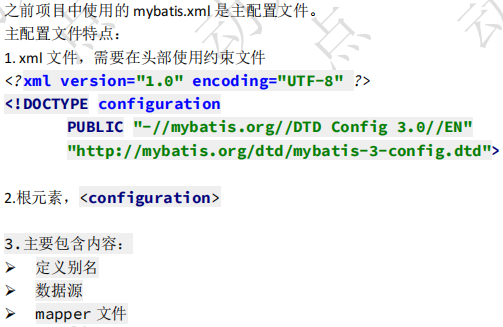 之前项目中使用的 mybatis.xml 是主配置文件。
主配置文件特点：
1. xml 文件，需要在头部使用约束文件
<?xml version="1.0" encoding="UTF-8" ?>
<!DOCTYPE configuration
PUBLIC "-//mybatis.org//DTD Config 3.0//EN"
"http://mybatis.org/dtd/mybatis-3-config.dtd">
2.根元素，<configuration>
3.主要包含内容：
➢ 定义别名
➢ 数据源
➢ mapper 文件